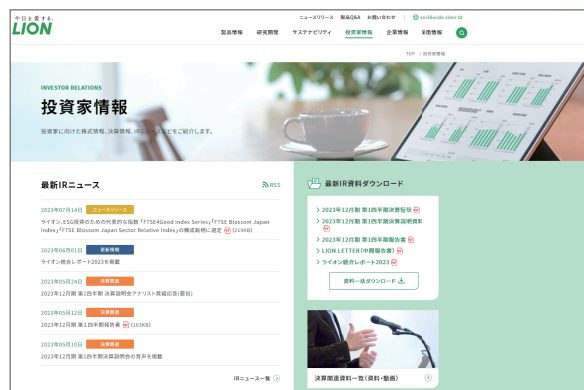 今日を愛する。
LION
ニュースリリース 製品Q&A お問い合わせ worldwide sites
製品情報 研究開発 サステナビリティ 投資家情報 企業情報 採用情報
TOP > 投資家情報
INVESTOR RELATIONS
投資家情報
投資家に向けた株式情報、決算情報、IRニュースなどをご紹介します。
最新IRニュース
RSS
2023年07月14日 ニュースリリース
ライオン、ESG投資のための代表的な指数「FTSE4Good Index Series」「FTSE Blossom Japan
Index」「FTSE Blossom Japan Sector Relative Index」の構成銘柄に選定 (219KB)
2023年06月01日 更新情報
ライオン統合レポート2023を掲載
2023年05月24日 決算関連
2023年12月期 第1四半期 決算説明会アナリスト質疑応答(要旨)
2023年05月12日 決算関連
2023年12月期 第1四半期報告書 (163KB)
2023年05月10日 決算関連
2023年12月期 第1四半期決算説明会の音声を掲載
IRニュース一覧
最新IR資料ダウンロード
2023年12月期 第1四半期決算短信
2023年12月期 第1四半期決算説明資料
2023年12月期 第1四半期報告書
LION LETTER(中間報告書)
ライオン統合レポート2023
資料一括ダウンロード
決算関連資料一覧(資料・動画)